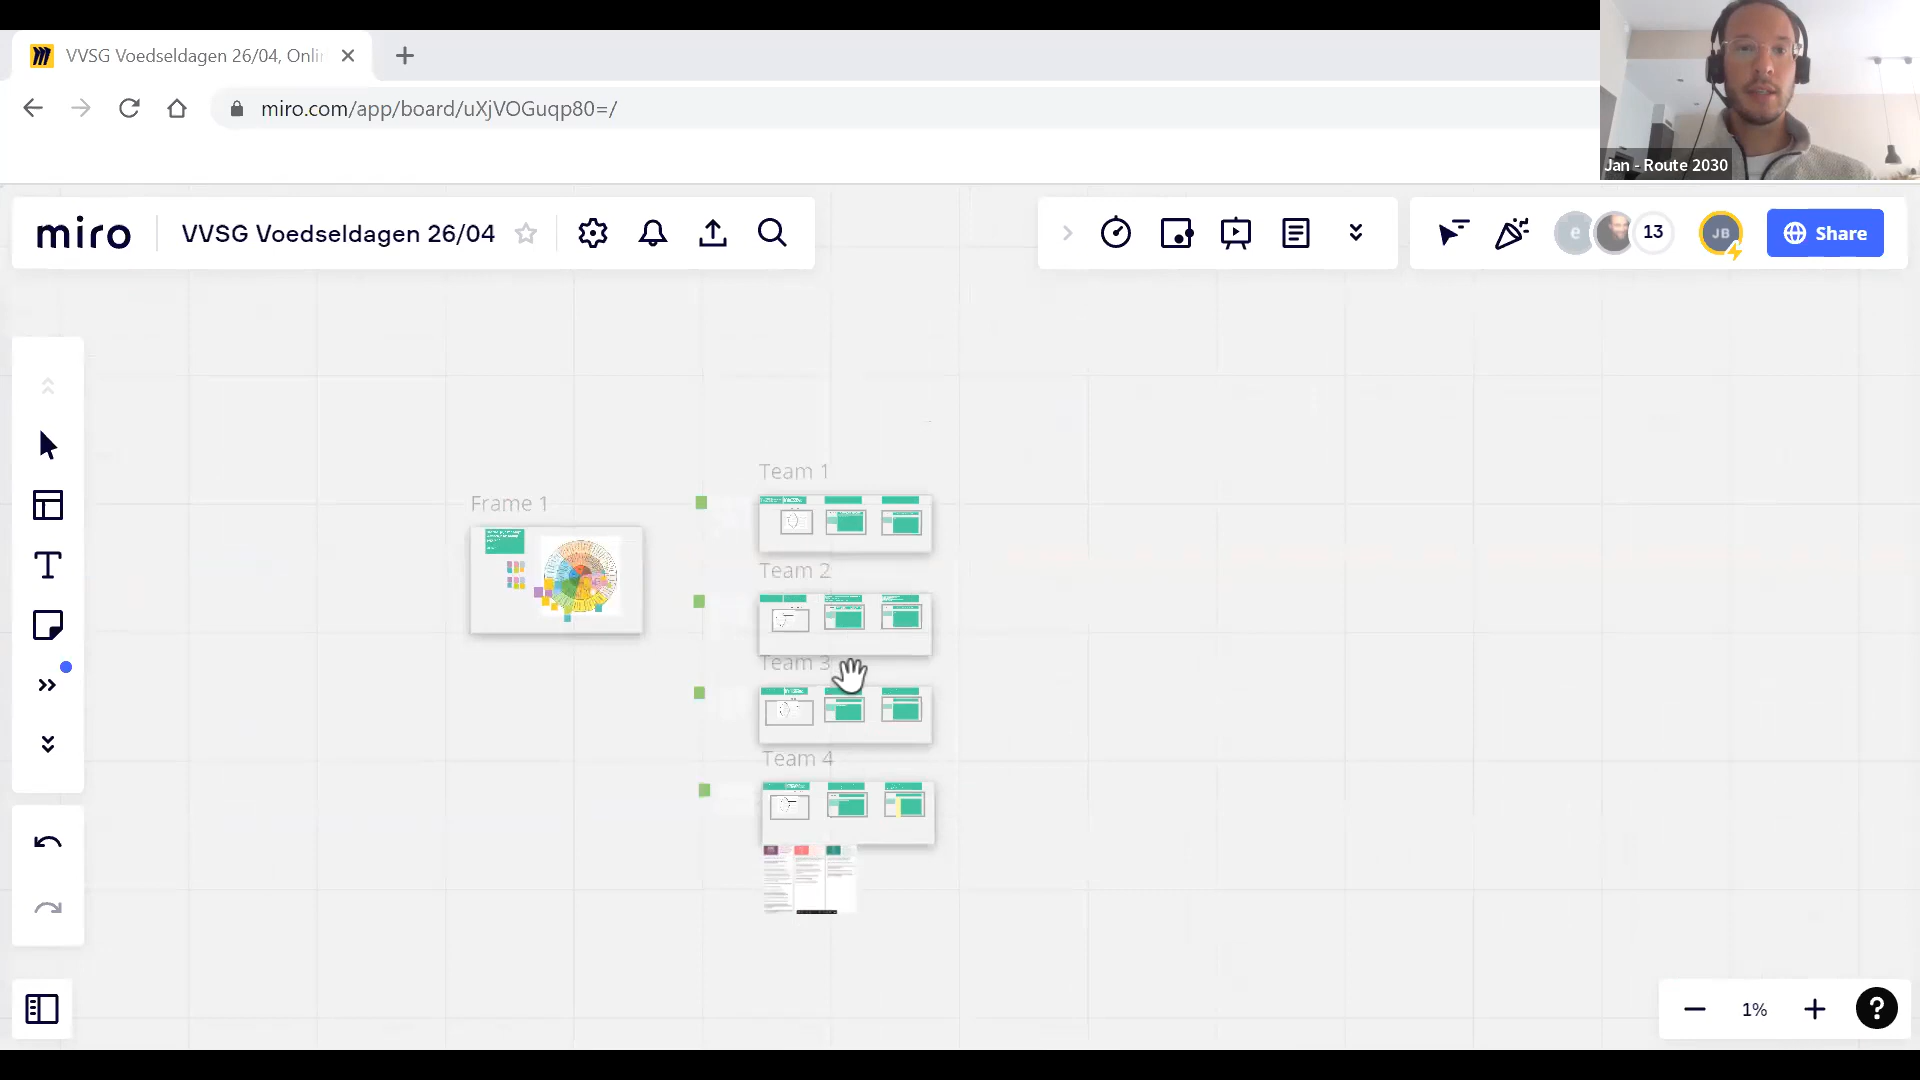 VVSG Voedseldagen 26/04, Onli
miro.com/app/board/uXjVOGuqp80=/
Jan - Route 2030
miro
VVSG Voedseldagen 26/04
e
13
JB
Share
Team 1
Frame 1
Team 2
Team 3
Team 4
1%
?